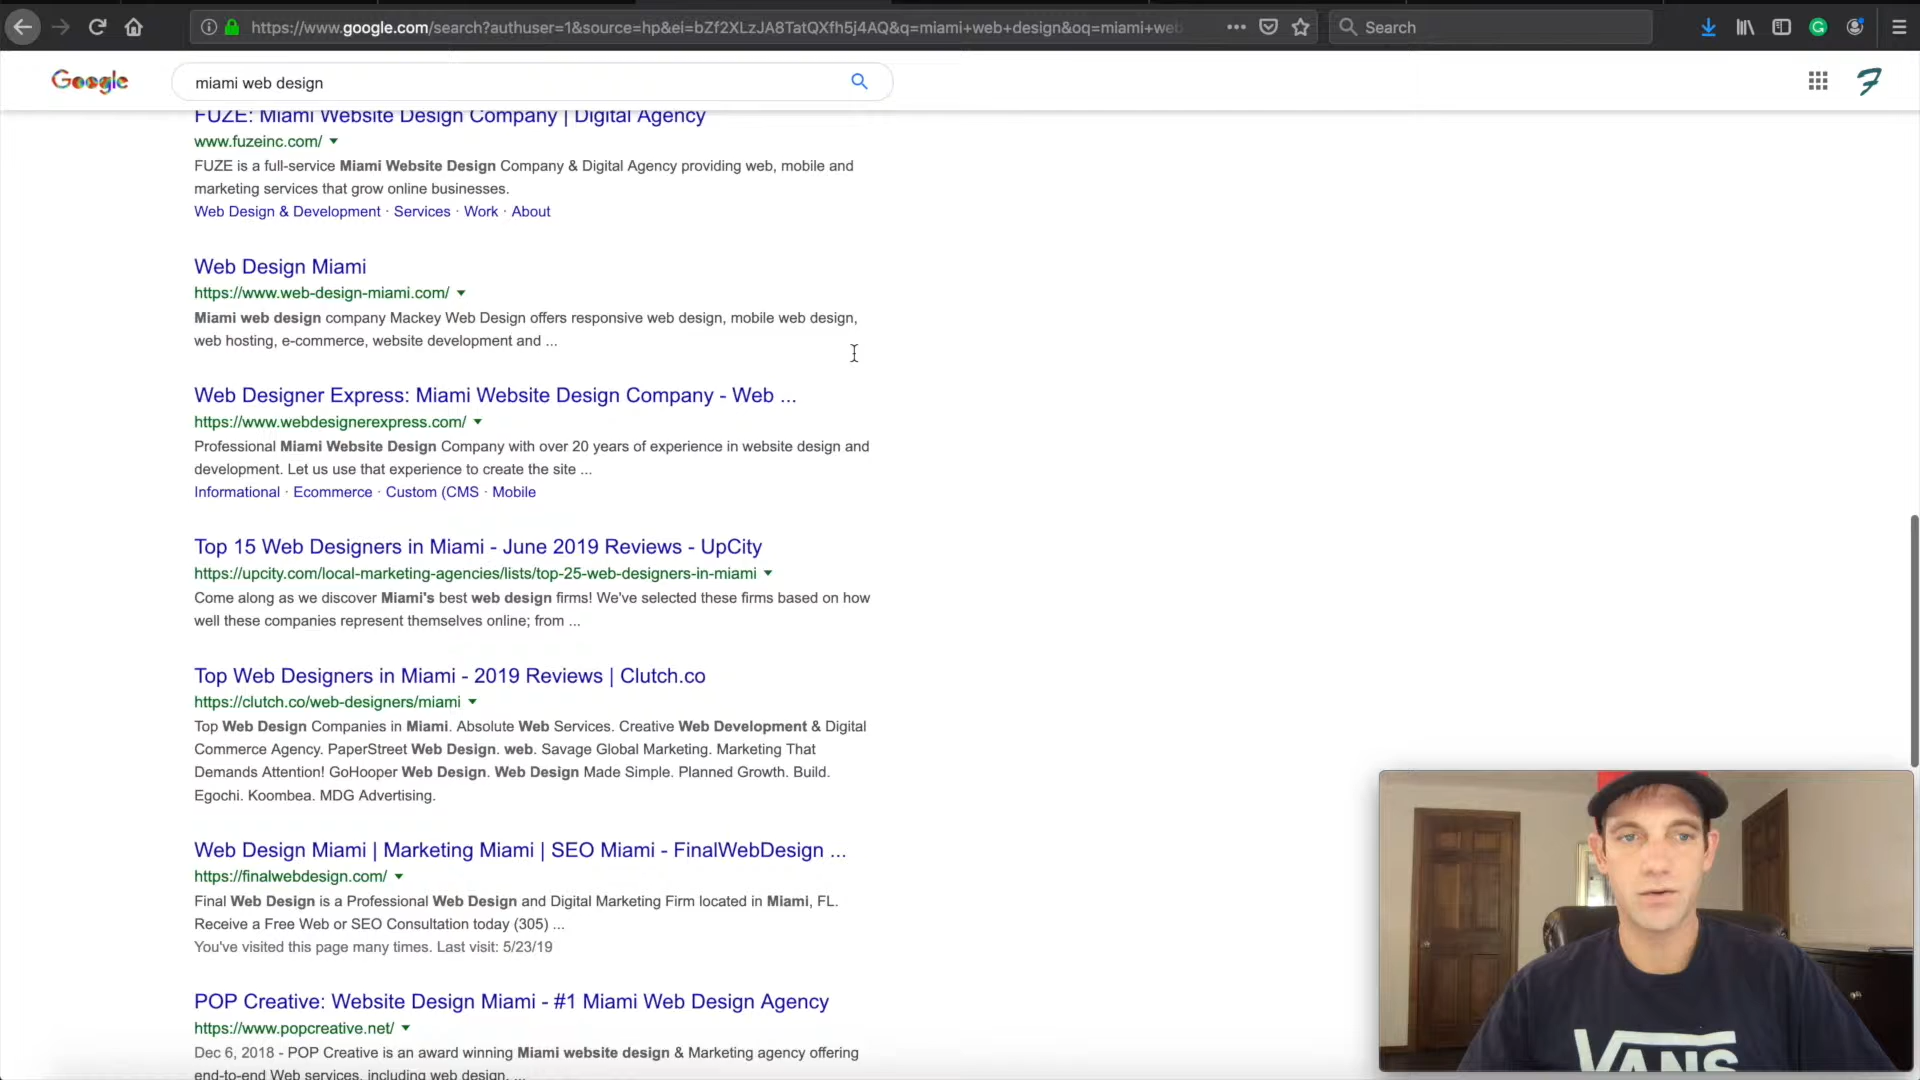 https://www.google.com/search?authuser=1&source=hp&ei=bZf2XLzJA8TatQXfh5j4AQ&q=miami+web+design&oq=miami+web
Search
Google
miami web design
FUZE: Miami Website Design Company | Digital Agency
www.fuzeinc.com/
FUZE is a full-service Miami Website Design Company & Digital Agency providing web, mobile and
marketing services that grow online businesses.
Web Design & Development · Services · Work · About
Web Design Miami
https://www.web-design-miami.com/
Miami web design company Mackey Web Design offers responsive web design, mobile web design,
web hosting, e-commerce, website development and ...
Web Designer Express: Miami Website Design Company - Web ...
https://www.webdesignerexpress.com/
Professional Miami Website Design Company with over 20 years of experience in website design and
development. Let us use that experience to create the site ...
Informational · Ecommerce · Custom (CMS · Mobile
Top 15 Web Designers in Miami - June 2019 Reviews - UpCity
https://upcity.com/local-marketing-agencies/lists/top-25-web-designers-in-miami
Come along as we discover Miami's best web design firms! We've selected these firms based on how
well these companies represent themselves online; from ...
Top Web Designers in Miami - 2019 Reviews | Clutch.co
https://clutch.co/web-designers/miami
Top Web Design Companies in Miami. Absolute Web Services. Creative Web Development & Digital
Commerce Agency. PaperStreet Web Design. web. Savage Global Marketing. Marketing That
Demands Attention! GoHooper Web Design. Web Design Made Simple. Planned Growth. Build.
Egochi. Koombea. MDG Advertising.
Web Design Miami | Marketing Miami | SEO Miami - FinalWebDesign ...
https://finalwebdesign.com/
Final Web Design is a Professional Web Design and Digital Marketing Firm located in Miami, FL.
Receive a Free Web or SEO Consultation today (305) ...
You've visited this page many times. Last visit: 5/23/19
POP Creative: Website Design Miami - #1 Miami Web Design Agency
https://www.popcreative.net/
Dec 6, 2018 - POP Creative is an award winning Miami website design & Marketing agency offering
end-to-end Web services, including web design, ...
VANS